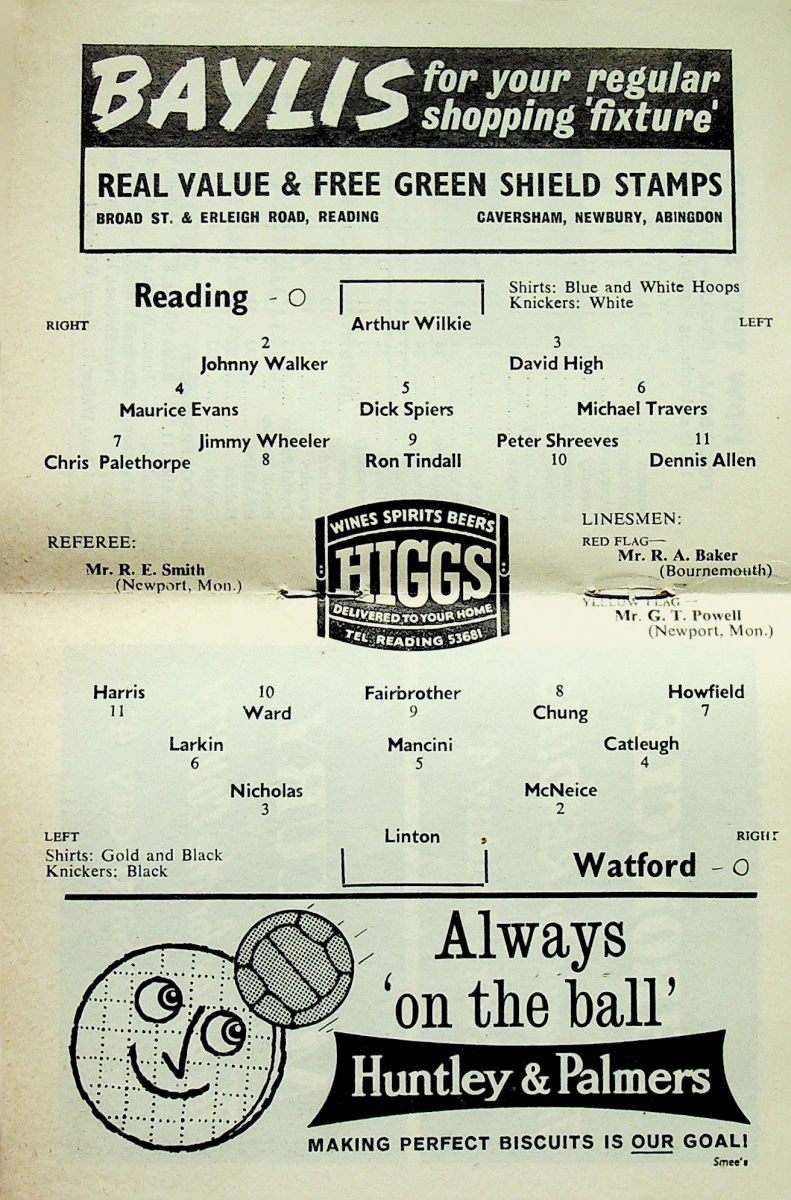 BAYLIS for your regular
shopping 'fixture'
REAL VALUE & FREE GREEN SHIELD STAMPS
BROAD ST. & ERLEIGH ROAD, READING CAVERSHAM, NEWBURY, ABINGDON
Reading - 0
Shirts: Blue and White Hoops
Knickers: White
RIGHT Arthur Wilkie LEFT
2 3
Johnny Walker David High
4 5 6
Maurice Evans Dick Spiers Michael Travers
7 Jimmy Wheeler 9 Peter Shreeves 11
Chris Palethorpe 8 Ron Tindall 10 Dennis Allen
REFEREE:
Mr. R. E. Smith
(Newport, Mon.)
WINES SPIRITS BEERS
HIGGS
DELIVERED TO YOUR HOME
TEL. READING 53681
LINESMEN:
RED FLAG—
Mr. R. A. Baker
(Bournemouth)
YELLOW FLAG—
Mr. G. T. Powell
(Newport, Mon.)
Harris 10 Fairbrother 8 Howfield
11 Ward 9 Chung 7
Larkin Mancini Catleugh
6 5 4
Nicholas McNeice
3 2
LEFT Linton RIGHT
Shirts: Gold and Black
Knickers: Black
Watford - 0
Always
'on the ball'
Huntley & Palmers
MAKING PERFECT BISCUITS IS OUR GOAL!
Smee's